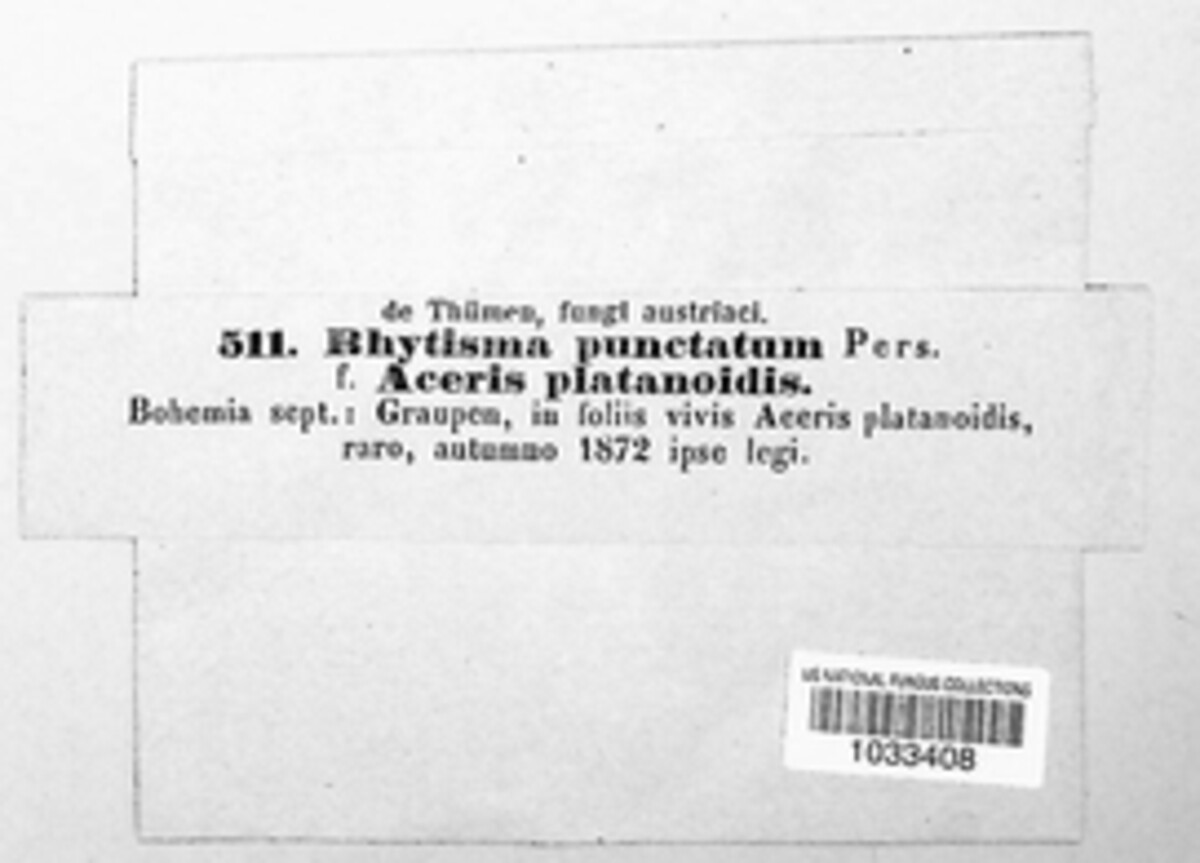 de Thümen, fungi austriaci.
511. Rhytisma punctatum Pers.
f. Aceris platanoidis.
Bohemia sept.: Graupen, in foliis vivis Aceris platanoidis,
raro, autumno 1872 ipse legi.
US NATIONAL FUNGUS COLLECTIONS
1033408